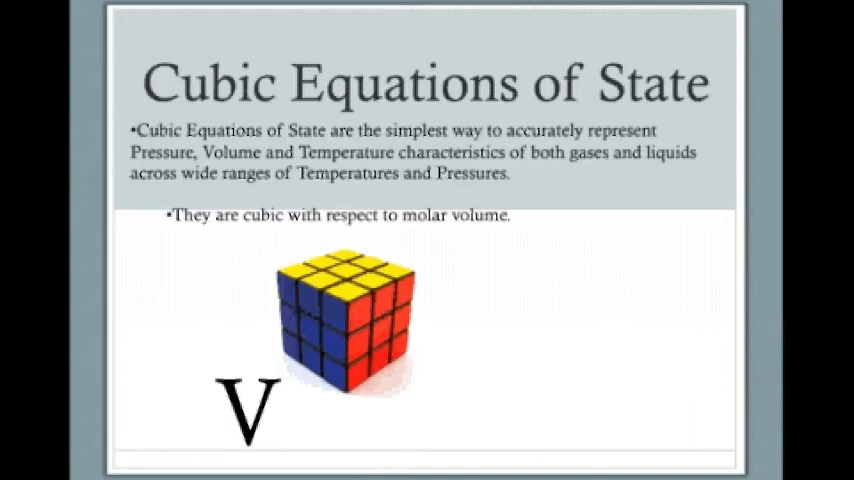 Cubic Equations of State
•Cubic Equations of State are the simplest way to accurately represent
Pressure, Volume and Temperature characteristics of both gases and liquids
across wide ranges of Temperatures and Pressures.
•They are cubic with respect to molar volume.
V